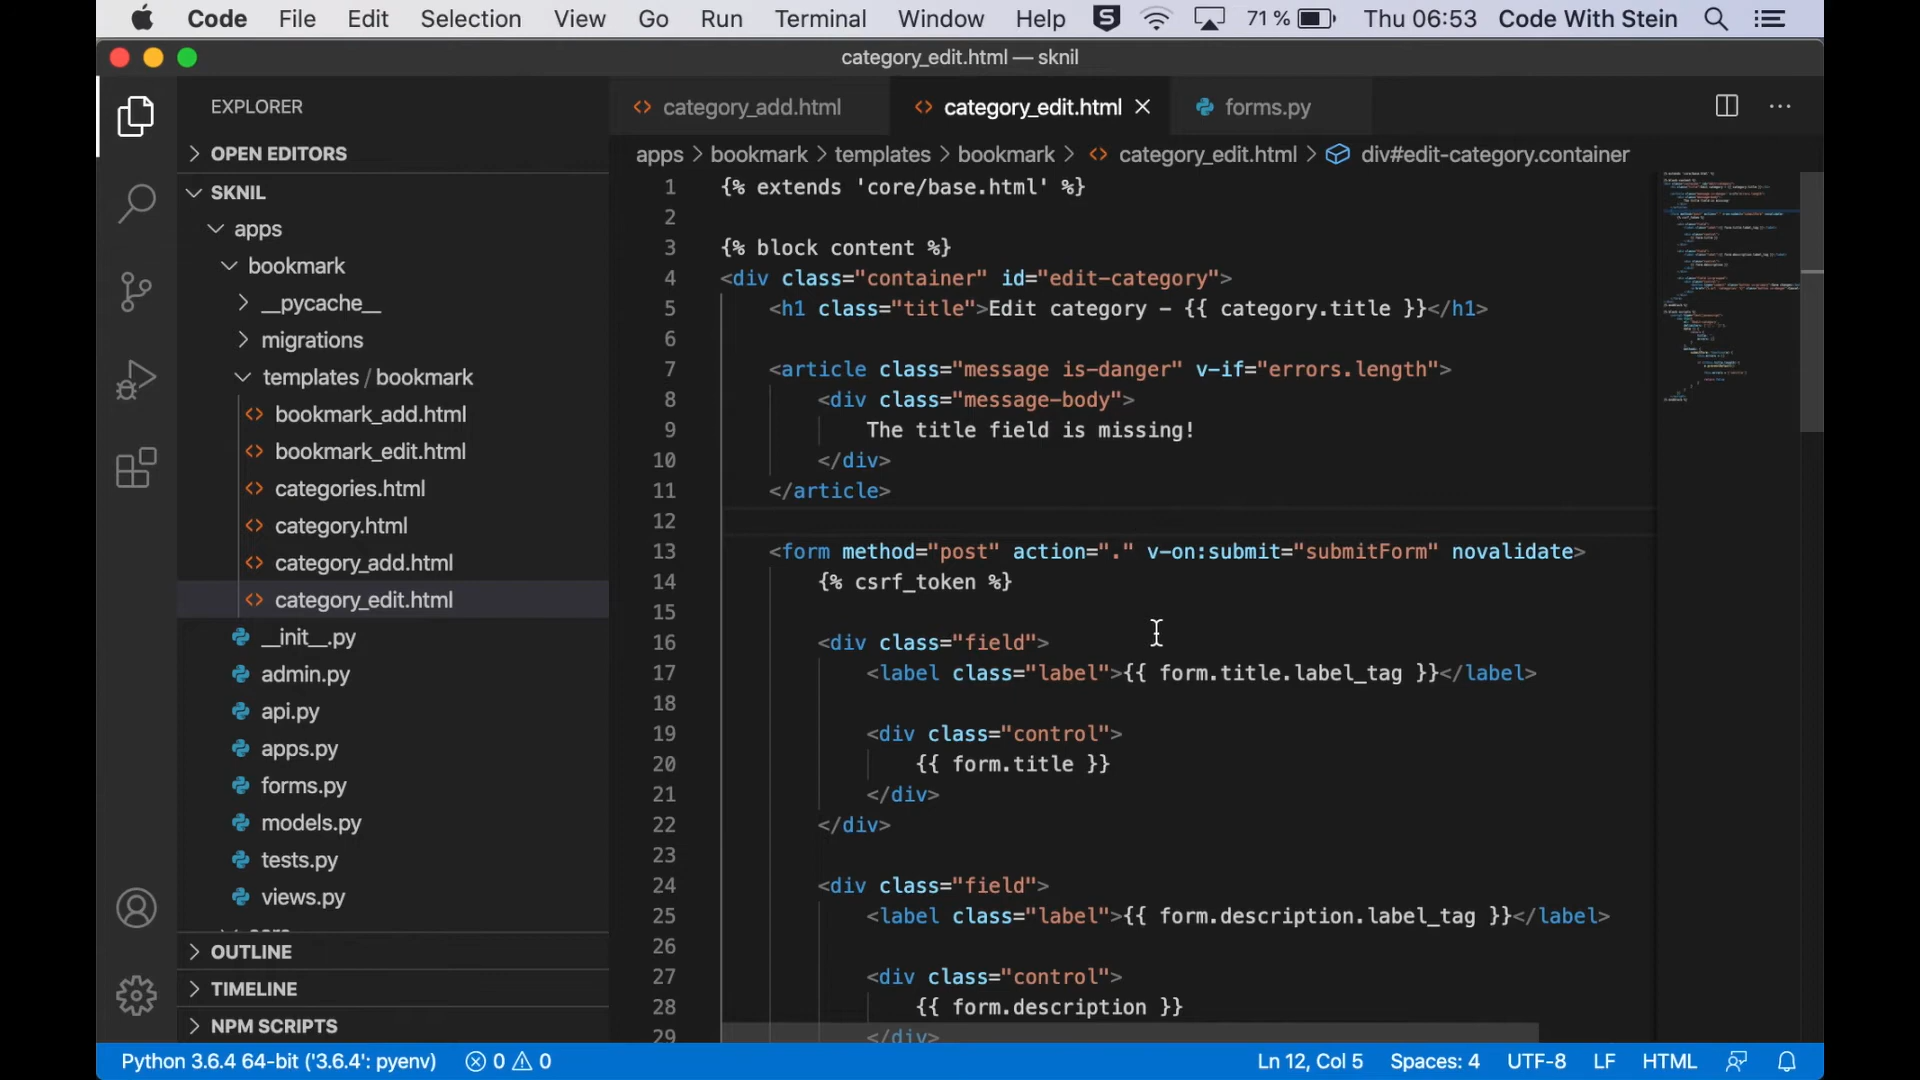 Code File Edit Selection View Go Run Terminal Window Help 71 % Thu 06:53 Code With Stein
category_edit.html — sknil
EXPLORER
OPEN EDITORS
SKNIL
apps
bookmark
__pycache__
migrations
templates / bookmark
bookmark_add.html
bookmark_edit.html
categories.html
category.html
category_add.html
category_edit.html
__init__.py
admin.py
api.py
apps.py
forms.py
models.py
tests.py
views.py
OUTLINE
TIMELINE
NPM SCRIPTS
category_add.html category_edit.html forms.py
apps > bookmark > templates > bookmark > category_edit.html > div#edit-category.container
1 {% extends 'core/base.html' %}
2
3 {% block content %}
4 <div class="container" id="edit-category">
5 <h1 class="title">Edit category – {{ category.title }}</h1>
6
7 <article class="message is-danger" v-if="errors.length">
8 <div class="message-body">
9 The title field is missing!
10 </div>
11 </article>
12
13 <form method="post" action="." v-on:submit="submitForm" novalidate>
14 {% csrf_token %}
15
16 <div class="field">
17 <label class="label">{{ form.title.label_tag }}</label>
18
19 <div class="control">
20 {{ form.title }}
21 </div>
22 </div>
23
24 <div class="field">
25 <label class="label">{{ form.description.label_tag }}</label>
26
27 <div class="control">
28 {{ form.description }}
29 </div>
Python 3.6.4 64-bit ('3.6.4': pyenv) 0 0 Ln 12, Col 5 Spaces: 4 UTF-8 LF HTML